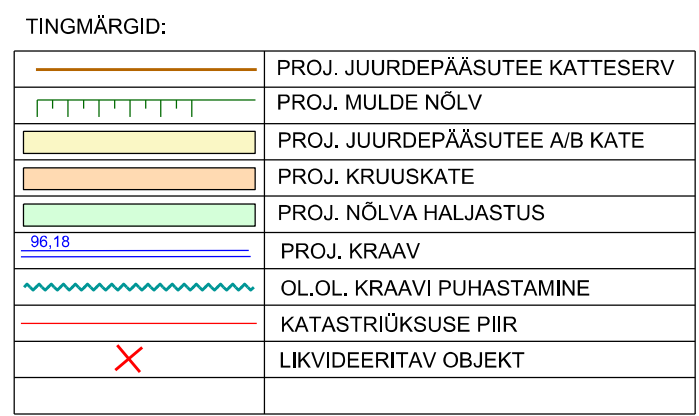 TINGMÄRGID:
PROJ. JUURDEPÄÄSUTEE KATTESERV
PROJ. MULDE NÕLV
PROJ. JUURDEPÄÄSUTEE A/B KATE
PROJ. KRUUSKATE
PROJ. NÕLVA HALJASTUS
96,18 PROJ. KRAAV
OL.OL. KRAAVI PUHASTAMINE
KATASTRIÜKSUSE PIIR
LIKVIDEERITAV OBJEKT